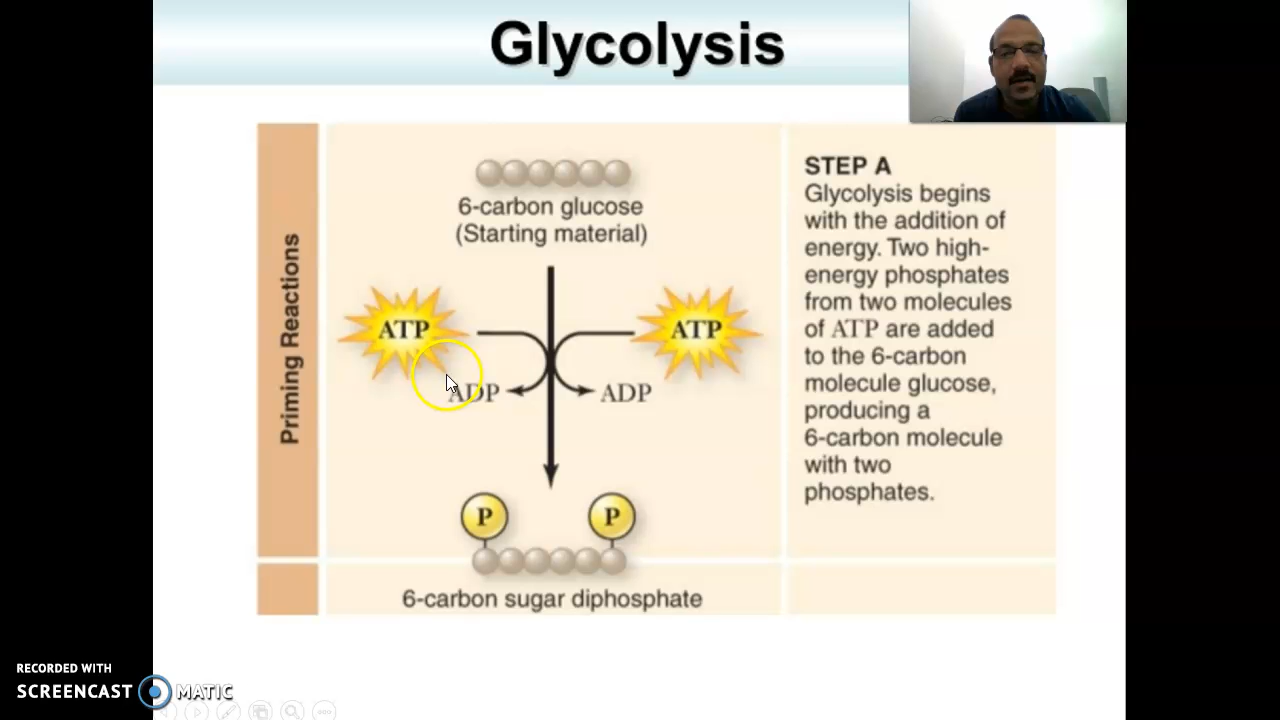 Glycolysis
Priming Reactions
6-carbon glucose
(Starting material)
ATP
ATP
ADP
ADP
P
P
6-carbon sugar diphosphate
STEP A
Glycolysis begins
with the addition of
energy. Two high-
energy phosphates
from two molecules
of ATP are added
to the 6-carbon
molecule glucose,
producing a
6-carbon molecule
with two
phosphates.
RECORDED WITH
SCREENCAST MATIC